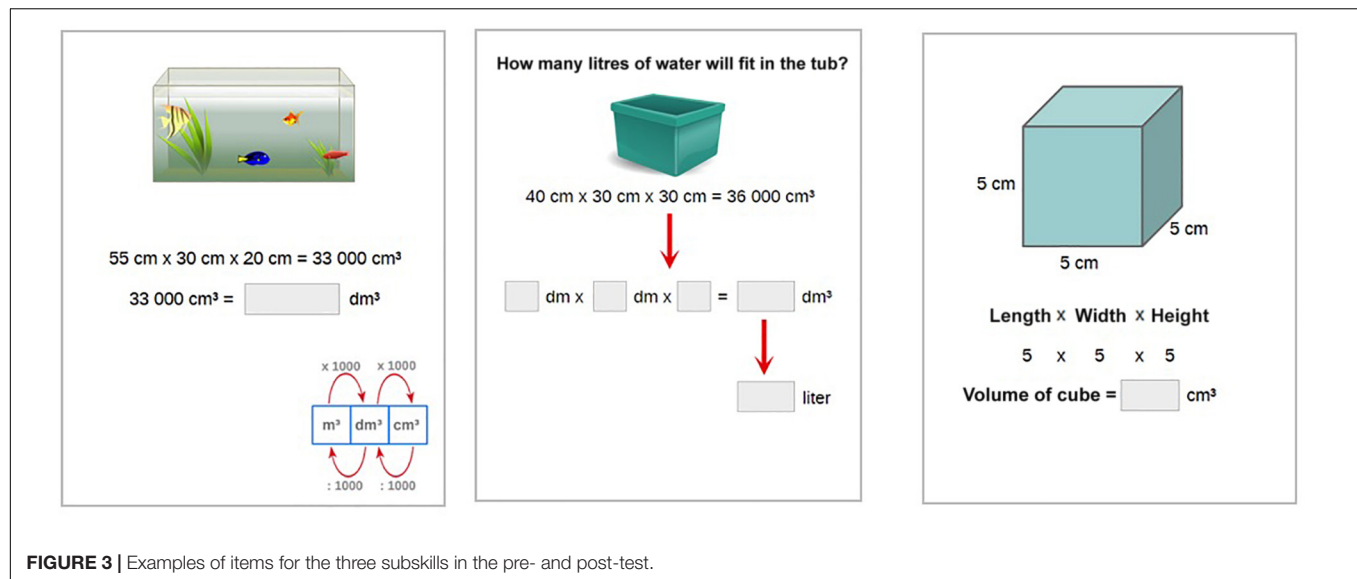 55 cm x 30 cm x 20 cm = 33 000 cm³
33 000 cm³ = dm³
x 1000 x 1000
m³ dm³ cm³
: 1000 : 1000
How many litres of water will fit in the tub?
40 cm x 30 cm x 30 cm = 36 000 cm³
dm x dm x = dm³
liter
5 cm
5 cm
5 cm
Length x Width x Height
5 x 5 x 5
Volume of cube = cm³
FIGURE 3 | Examples of items for the three subskills in the pre- and post-test.